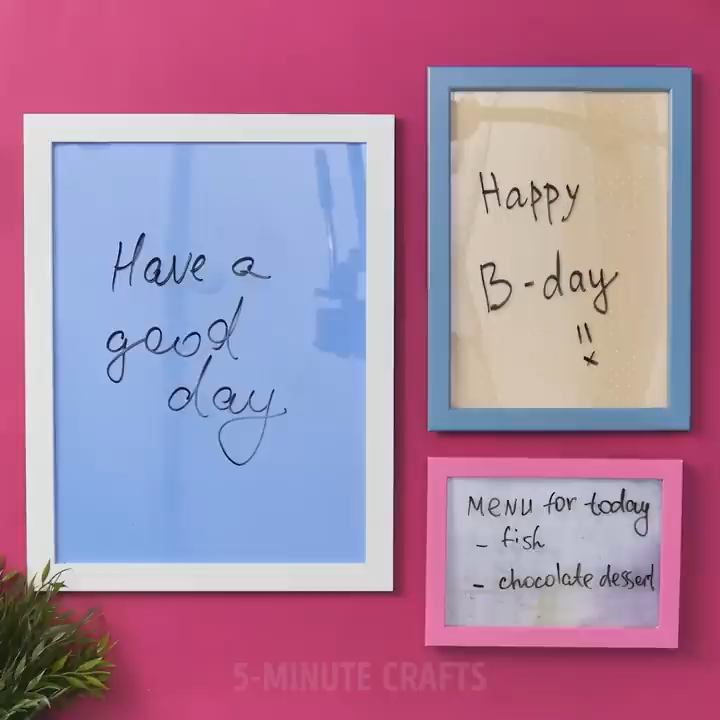 Have a
good
day
Happy
B-day
MENU for today
- fish
- chocolate dessert
5-MINUTE CRAFTS